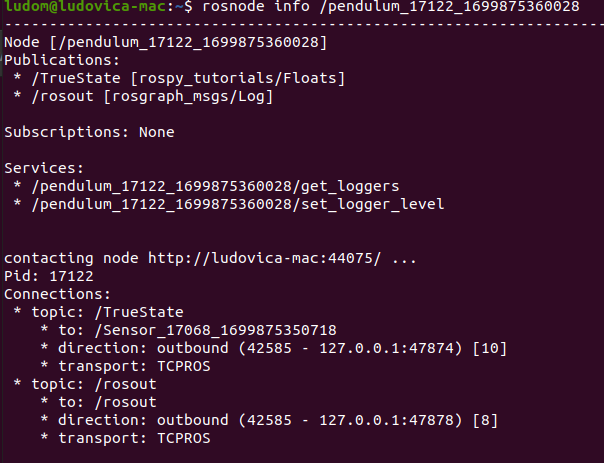 ludom@ludovica-mac:~$ rosnode info /pendulum_17122_1699875360028
--------------------------------------------------------------------------------
Node [/pendulum_17122_1699875360028]
Publications:
 * /TrueState [rospy_tutorials/Floats]
 * /rosout [rosgraph_msgs/Log]

Subscriptions: None

Services:
 * /pendulum_17122_1699875360028/get_loggers
 * /pendulum_17122_1699875360028/set_logger_level


contacting node http://ludovica-mac:44075/ ...
Pid: 17122
Connections:
 * topic: /TrueState
    * to: /Sensor_17068_1699875350718
    * direction: outbound (42585 - 127.0.0.1:47874) [10]
    * transport: TCPROS
 * topic: /rosout
    * to: /rosout
    * direction: outbound (42585 - 127.0.0.1:47878) [8]
    * transport: TCPROS